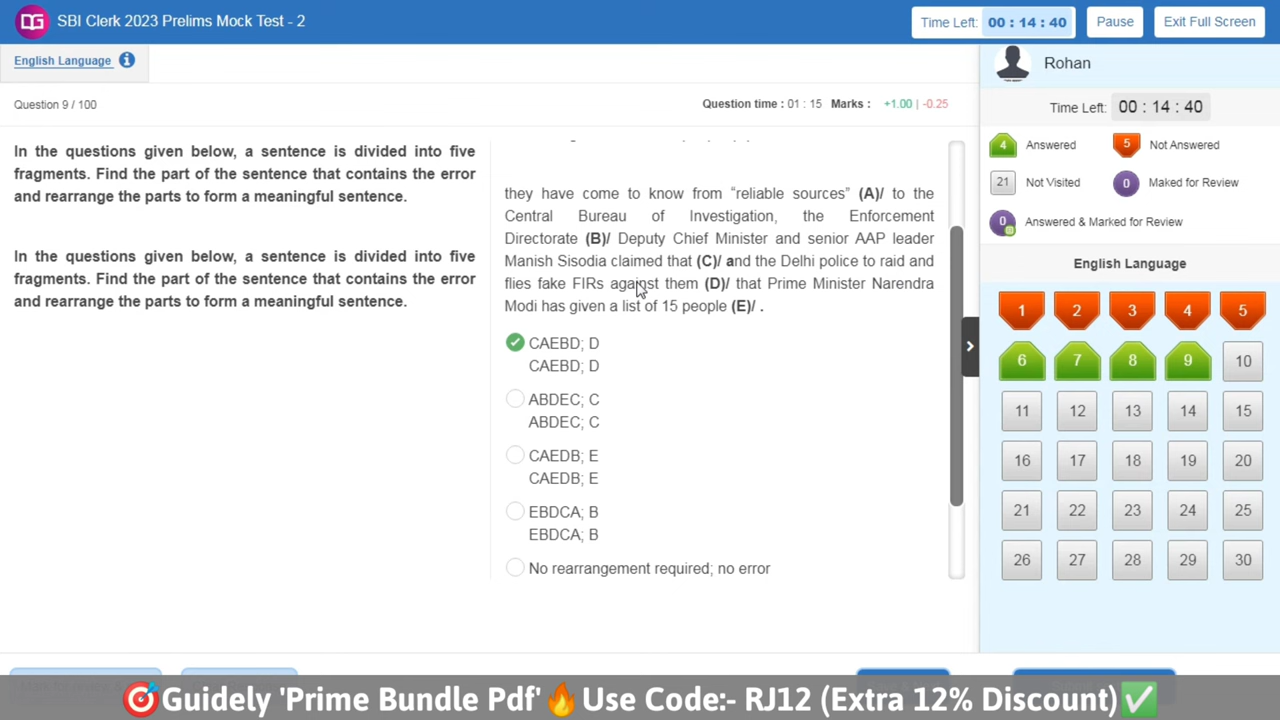 DG
SBI Clerk 2023 Prelims Mock Test - 2
Time Left: 00 : 14 : 40
Pause
Exit Full Screen
English Language i
Rohan
Question 9 / 100
Question time : 01 : 15 Marks : +1.00 | -0.25
Time Left: 00 : 14 : 40
In the questions given below, a sentence is divided into five
fragments. Find the part of the sentence that contains the error
and rearrange the parts to form a meaningful sentence.
In the questions given below, a sentence is divided into five
fragments. Find the part of the sentence that contains the error
and rearrange the parts to form a meaningful sentence.
they have come to know from “reliable sources” (A)/ to the
Central Bureau of Investigation, the Enforcement
Directorate (B)/ Deputy Chief Minister and senior AAP leader
Manish Sisodia claimed that (C)/ and the Delhi police to raid and
flies fake FIRs against them (D)/ that Prime Minister Narendra
Modi has given a list of 15 people (E)/ .
CAEBD; D
CAEBD; D
ABDEC; C
ABDEC; C
CAEDB; E
CAEDB; E
EBDCA; B
EBDCA; B
No rearrangement required; no error
4 Answered
5 Not Answered
21 Not Visited
0 Maked for Review
0 Answered & Marked for Review
English Language
1 2 3 4 5
6 7 8 9 10
11 12 13 14 15
16 17 18 19 20
21 22 23 24 25
26 27 28 29 30
Guidely 'Prime Bundle Pdf' Use Code:- RJ12 (Extra 12% Discount)